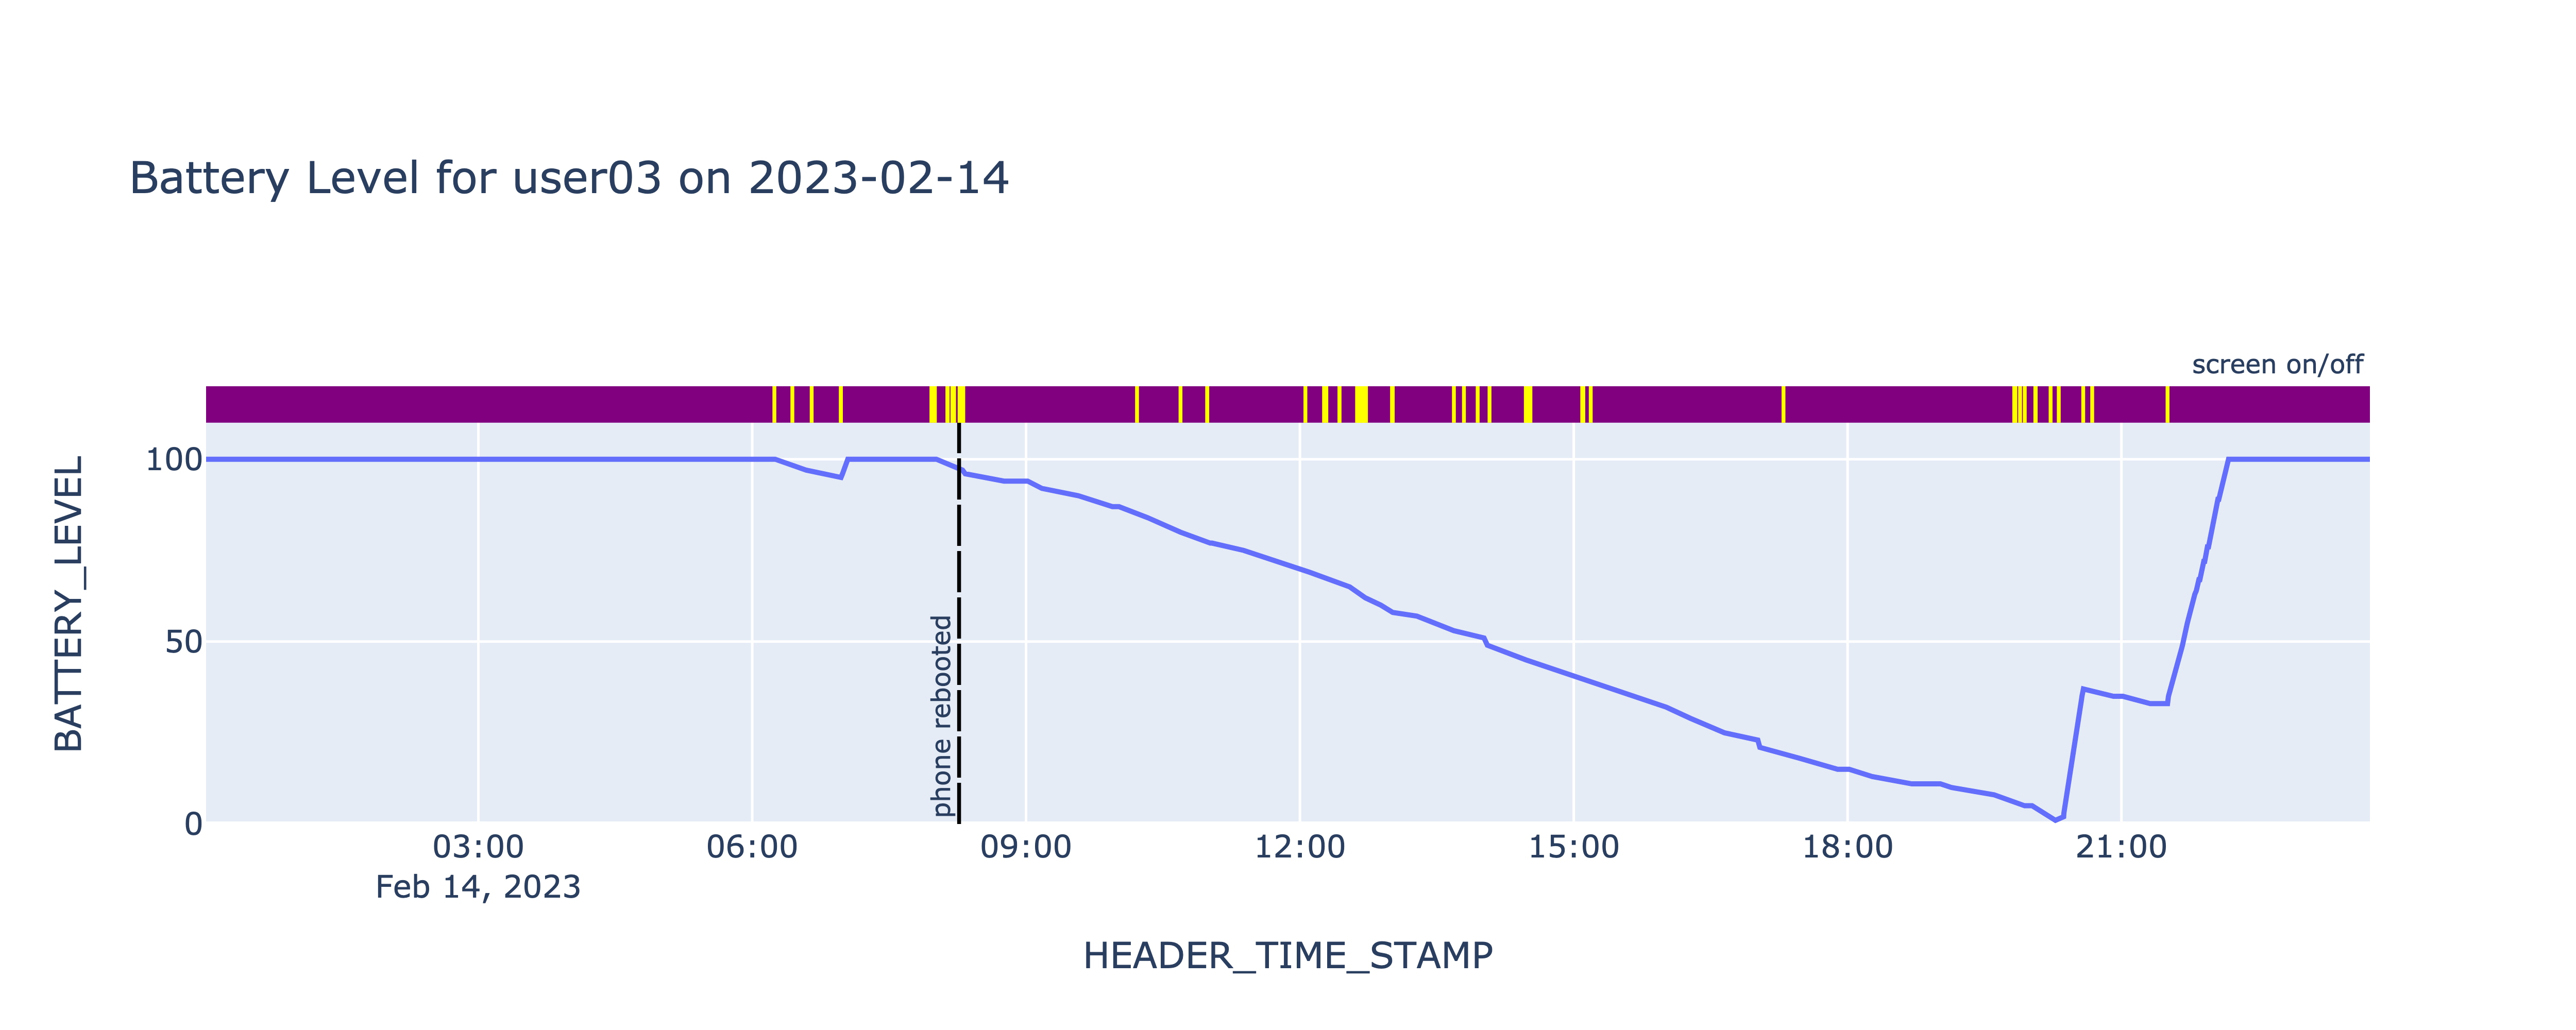 Battery Level for user03 on 2023-02-14
screen on/off
BATTERY_LEVEL
100
50
0
phone rebooted
03:00
06:00
09:00
12:00
15:00
18:00
21:00
Feb 14, 2023
HEADER_TIME_STAMP